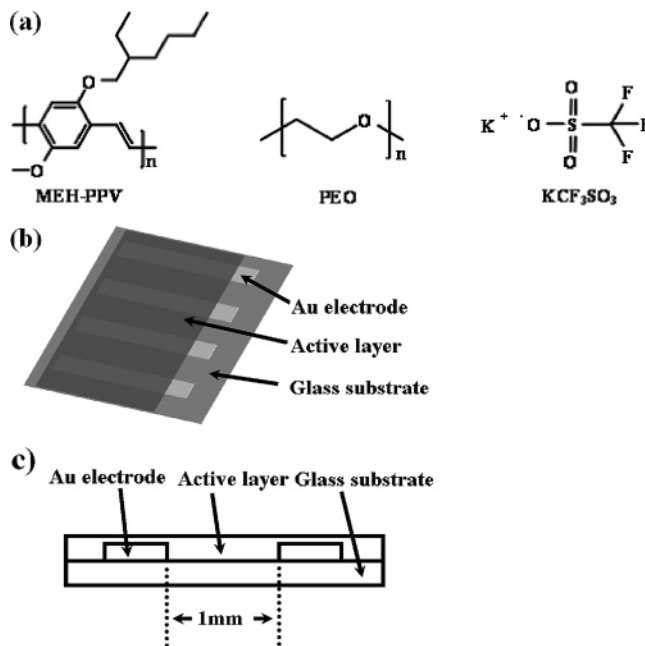 (a)
O
O
n
MEH-PPV
O
n
PEO
K + · O
O
S
O
F
F
F
KCF₃SO₃
(b)
Au electrode
Active layer
Glass substrate
c)
Au electrode Active layer Glass substrate
1mm